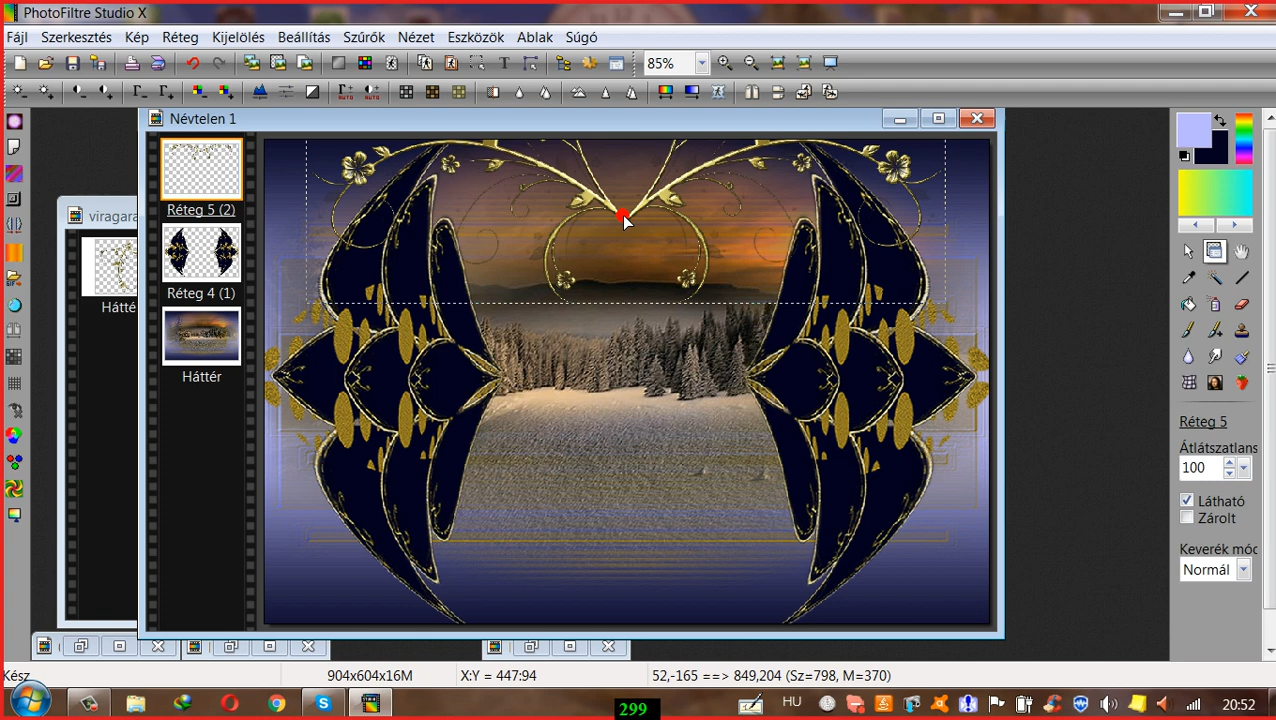 PhotoFiltre Studio X
Fájl Szerkesztés Kép Réteg Kijelölés Beállítás Szűrők Nézet Eszközök Ablak Súgó
85%
AUTO AUTO
Névtelen 1
viragara
Hátté
Réteg 5 (2)
Réteg 4 (1)
Háttér
Réteg 5
Átlátszatlans
100
Látható
Zárolt
Keverék móc
Normál
Kész 904x604x16M X:Y = 447:94 52,-165 ==> 849,204 (Sz=798, M=370)
299
HU
20:52